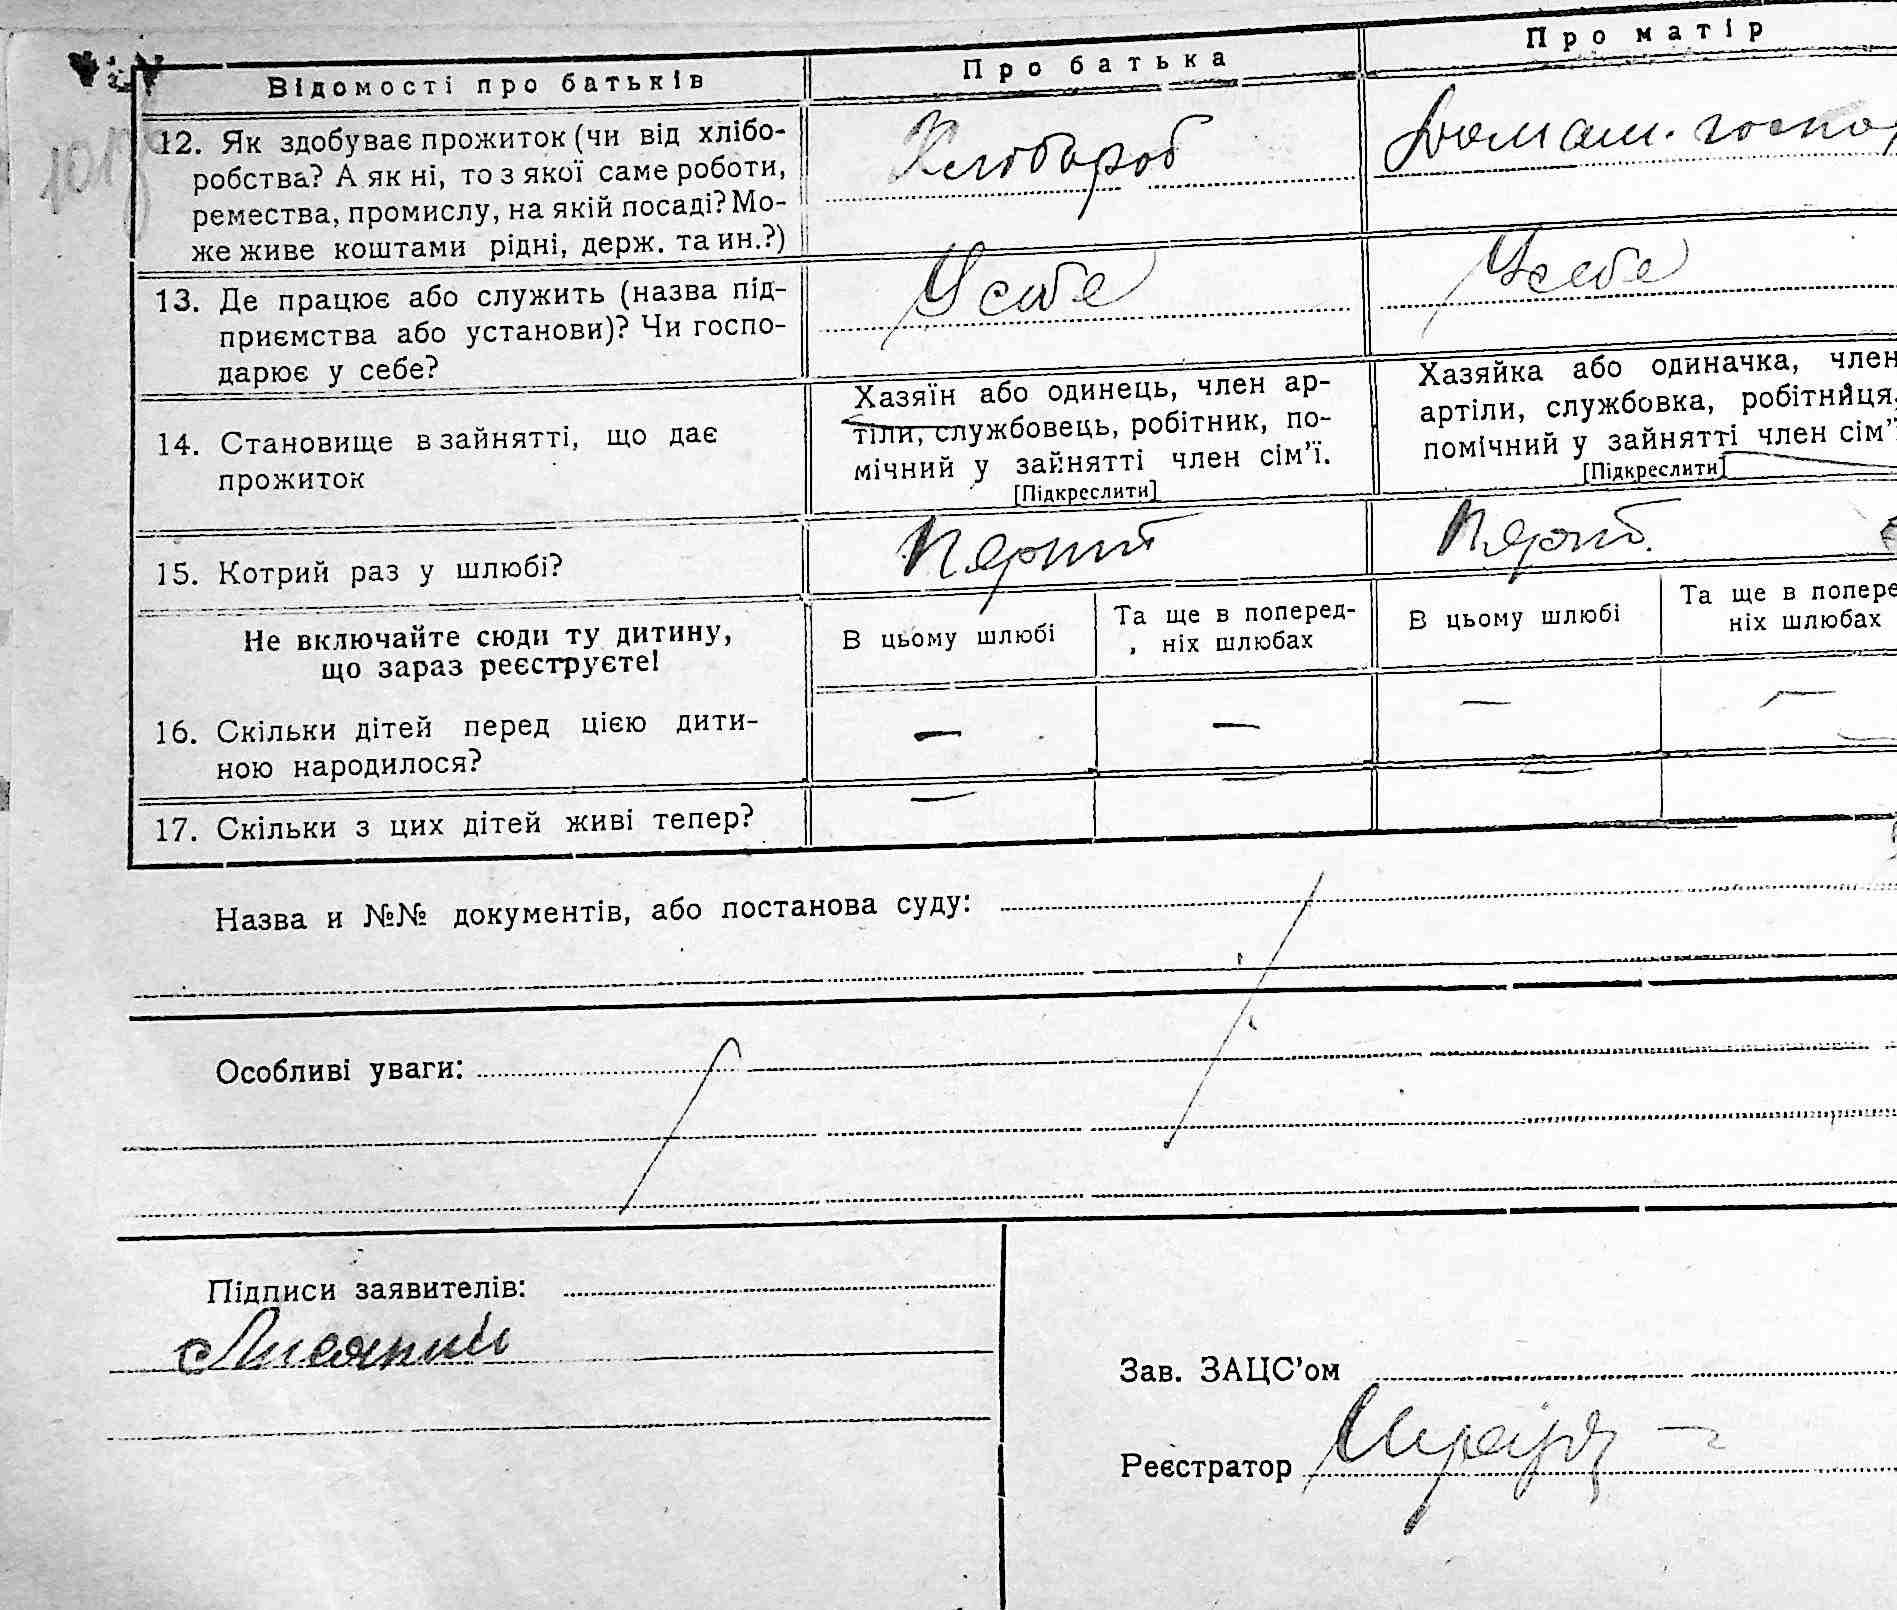 Відомості про батьків
Про батька
Про матір
12. Як здобуває прожиток (чи від хлібо-
робства? А як ні, то з якої саме роботи,
ремества, промислу, на якій посаді? Мо-
же живе коштами рідні, держ. та ин.?)
Хлібороб
Домаш. госпо
13. Де працює або служить (назва під-
приємства або установи)? Чи госпо-
дарює у себе?
У себе
У себе
14. Становище в зайнятті, що дає
прожиток
Хазяїн або одинець, член ар-
тіли, службовець, робітник, по-
мічний у зайнятті член сім'ї.
[Підкреслити]
Хазяйка або одиначка, член
артіли, службовка, робітниця,
помічний у зайнятті член сім'ї
[Підкреслити]
15. Котрий раз у шлюбі?
Перший
Не включайте сюди ту дитину,
що зараз реєструєте!
В цьому шлюбі
Та ще в поперед-
ніх шлюбах
В цьому шлюбі
Та ще в попере
ніх шлюбах
16. Скільки дітей перед цією дити-
ною народилося?
— — — —
17. Скільки з цих дітей живі тепер?
— — — —
Назва и №№ документів, або постанова суду:
Особливі уваги:
Підписи заявителів:
Зав. ЗАЦС'ом
Реєстратор